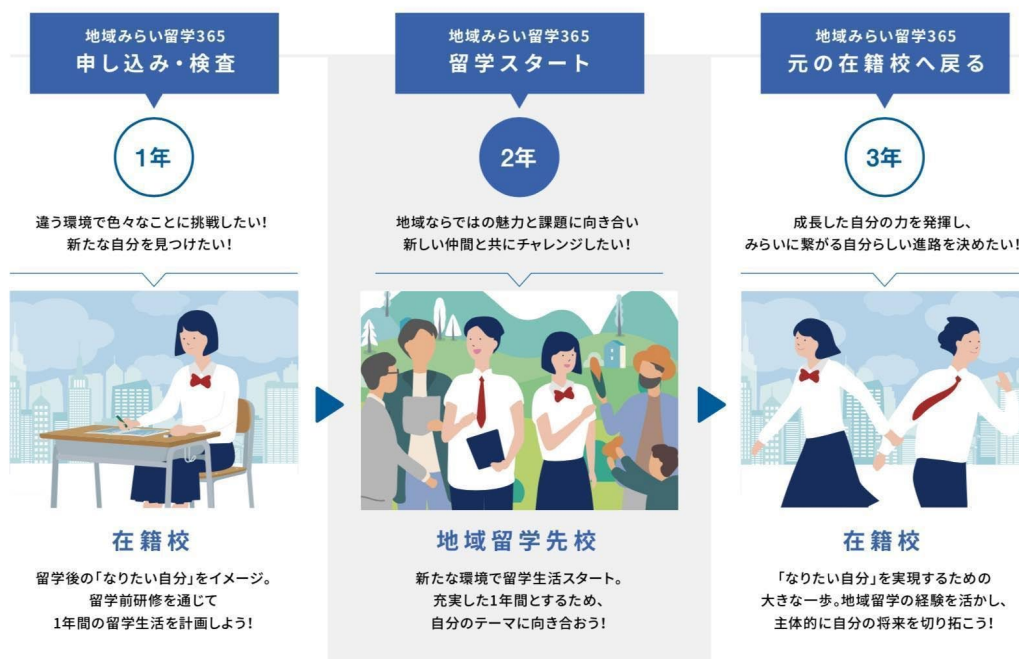 地域みらい留学365
申し込み・検査
1年
違う環境で色々なことに挑戦したい!
新たな自分を見つけたい!
在籍校
留学後の「なりたい自分」をイメージ。
留学前研修を通じて
1年間の留学生活を計画しよう!
地域みらい留学365
留学スタート
2年
地域ならではの魅力と課題に向き合い
新しい仲間と共にチャレンジしたい!
地域留学先校
新たな環境で留学生活スタート。
充実した1年間とするため、
自分のテーマに向き合おう!
地域みらい留学365
元の在籍校へ戻る
3年
成長した自分の力を発揮し、
みらいに繋がる自分らしい進路を決めたい!
在籍校
「なりたい自分」を実現するための
大きな一歩。地域留学の経験を活かし、
主体的に自分の将来を切り拓こう!